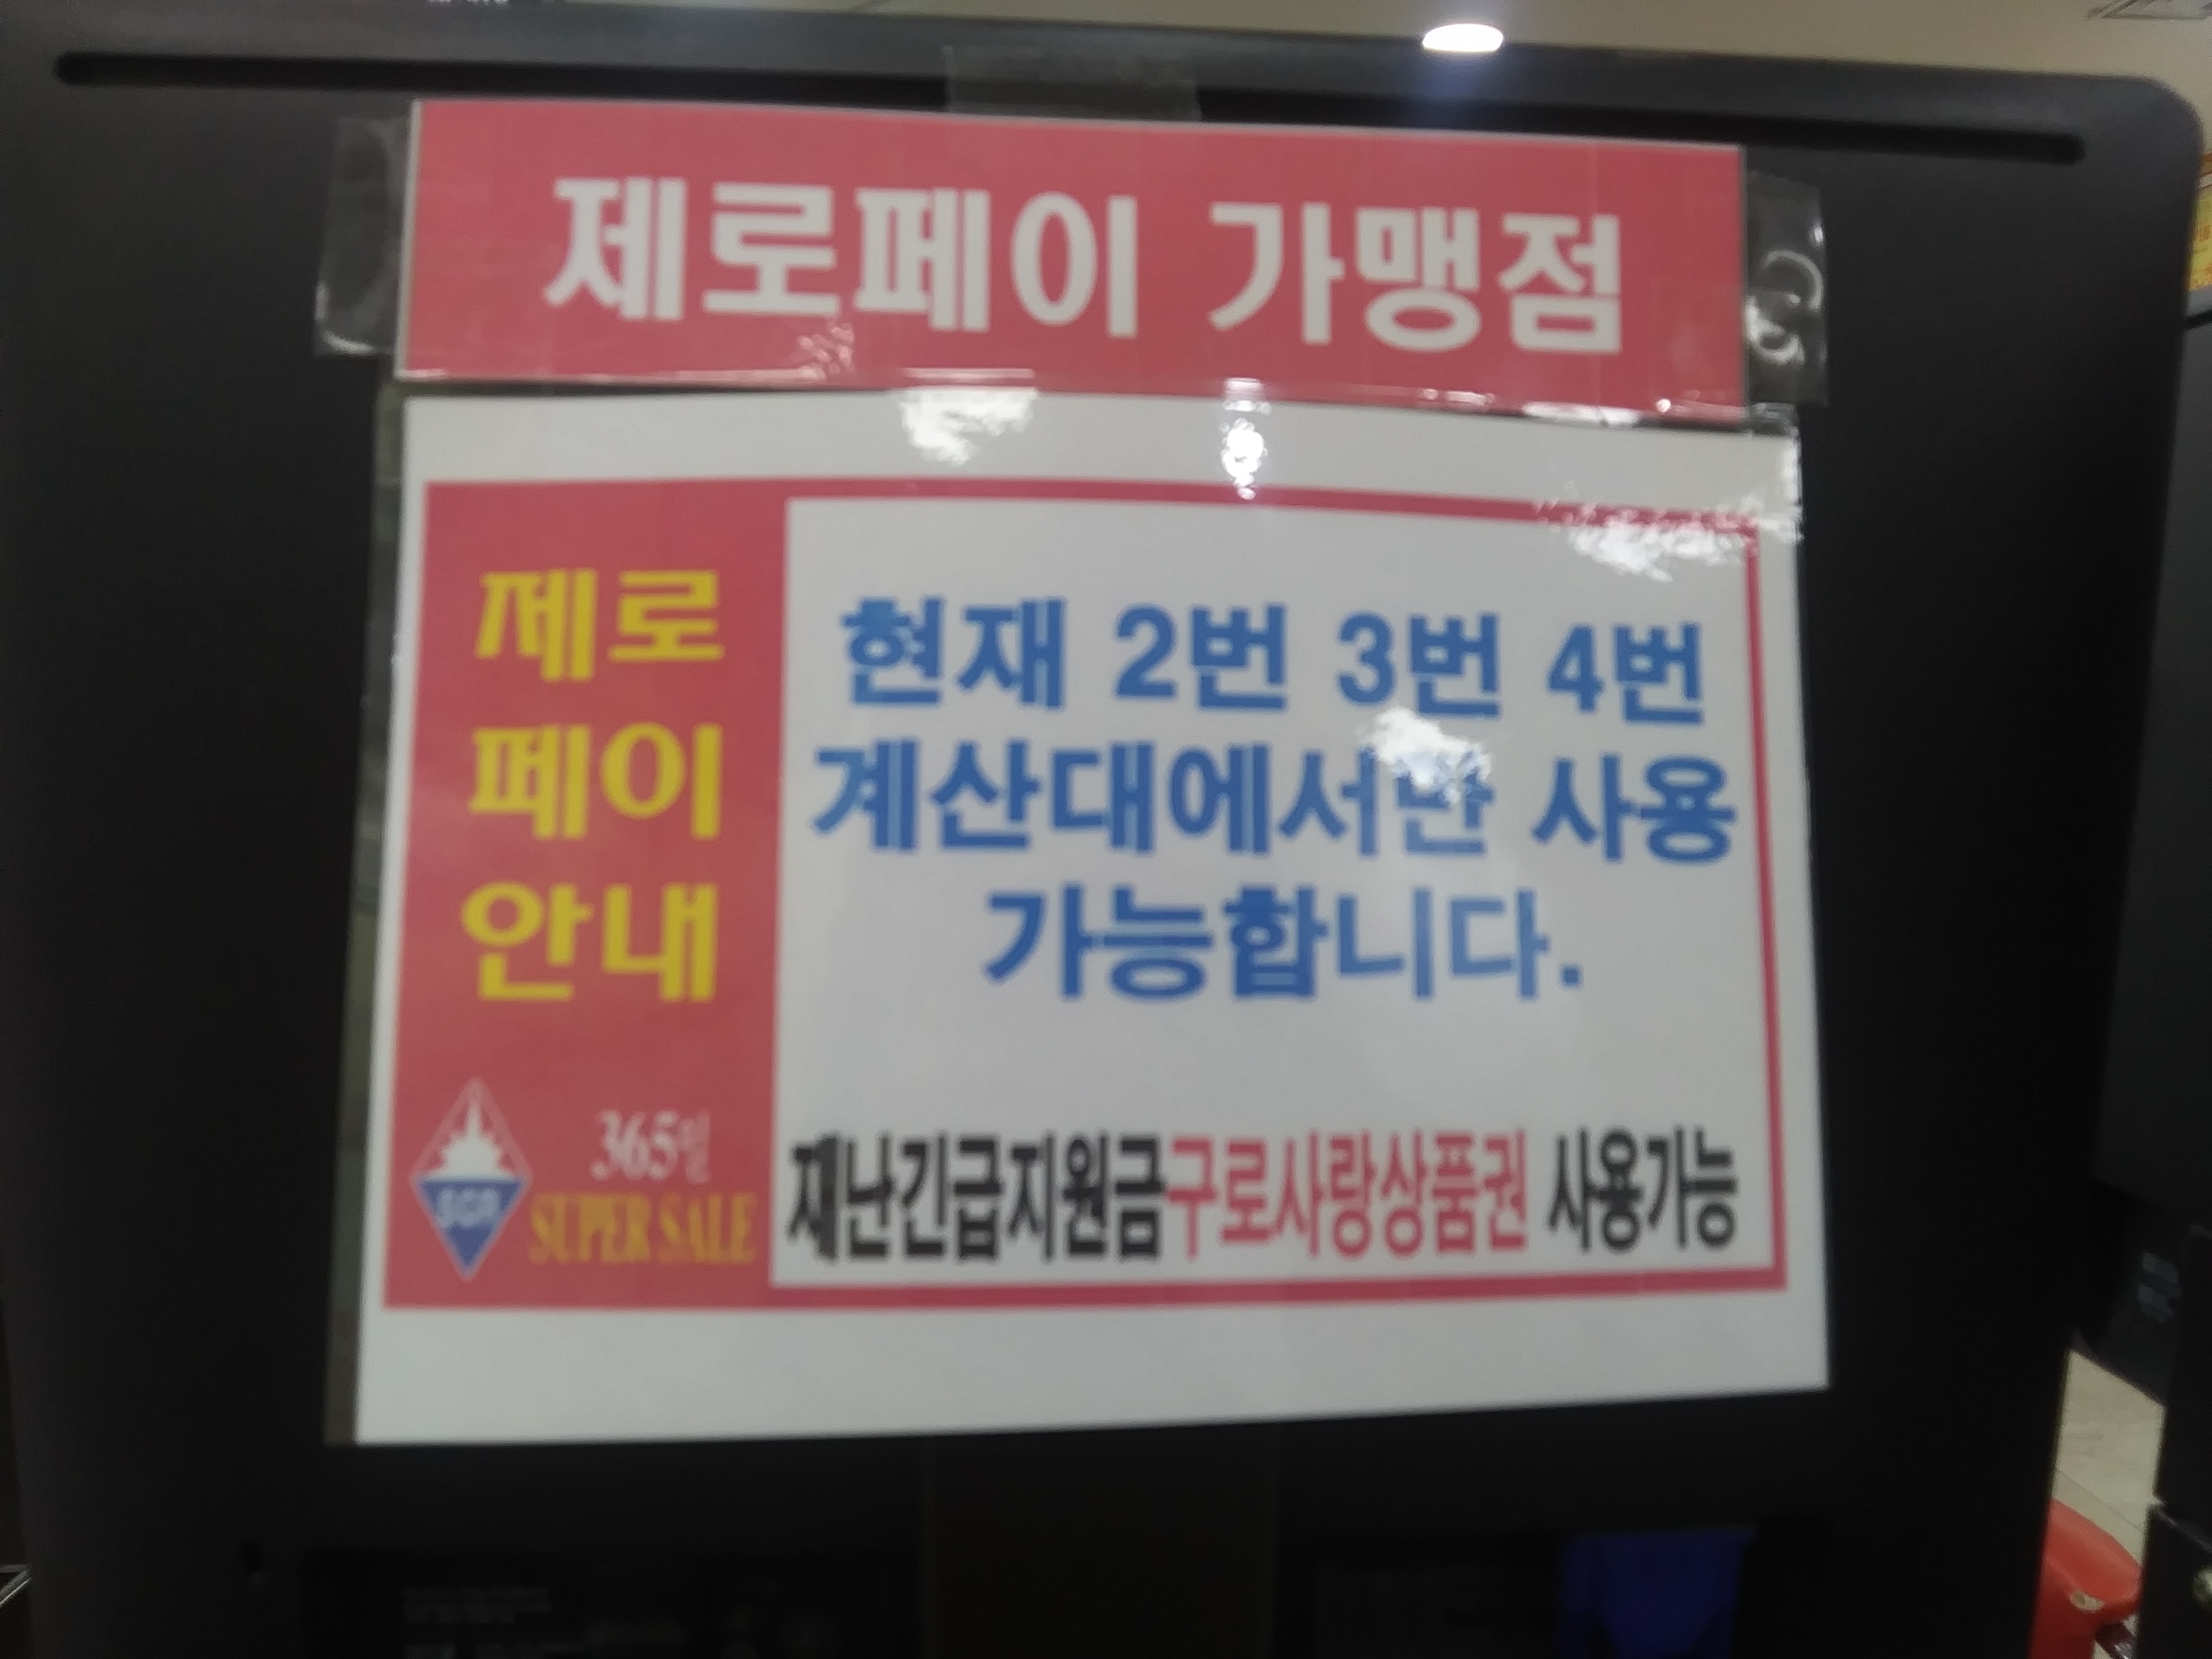 제로페이 가맹점
제로
페이
안내
현재 2번 3번 4번
계산대에서만 사용
가능합니다.
365일
SUPER SALE
재난긴급지원금구로사랑상품권 사용가능